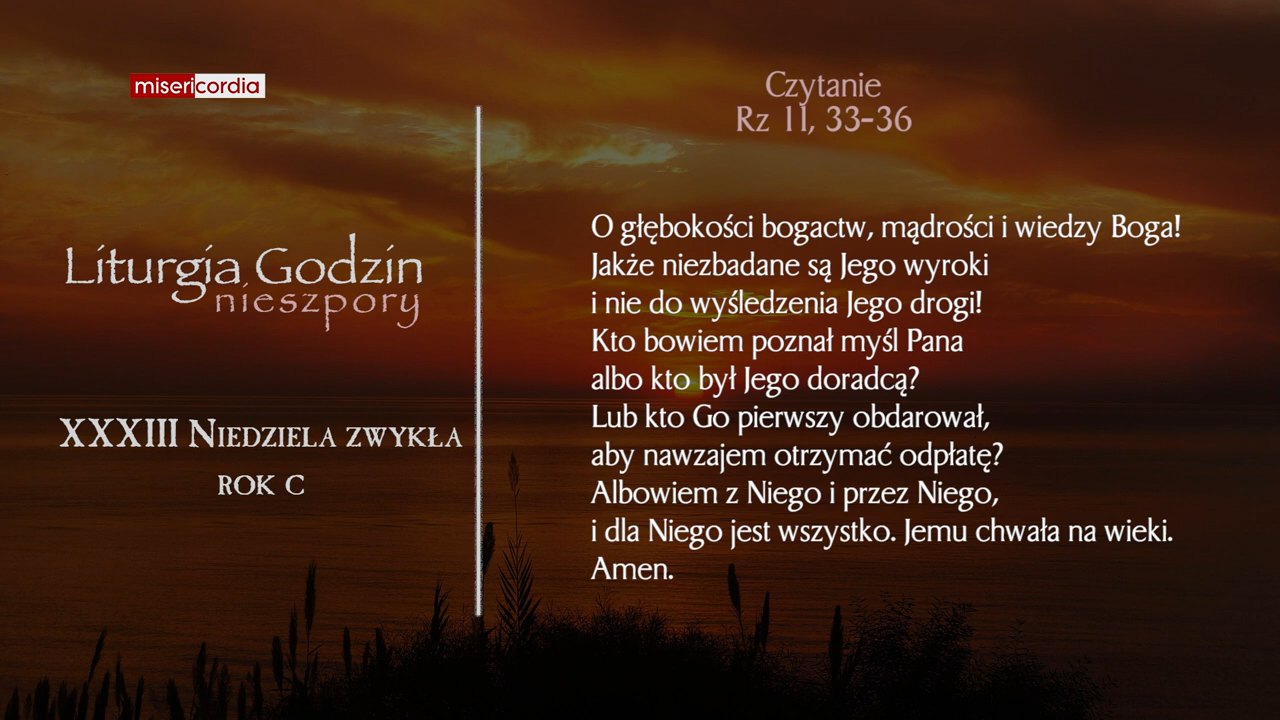 misericordia
Liturgia Godzin
nieszpory
XXXIII Niedziela zwykła
rok C
Czytanie
Rz 11, 33-36
O głębokości bogactw, mądrości i wiedzy Boga!
Jakże niezbadane są Jego wyroki
i nie do wyśledzenia Jego drogi!
Kto bowiem poznał myśl Pana
albo kto był Jego doradcą?
Lub kto Go pierwszy obdarował,
aby nawzajem otrzymać odpłatę?
Albowiem z Niego i przez Niego,
i dla Niego jest wszystko. Jemu chwała na wieki.
Amen.